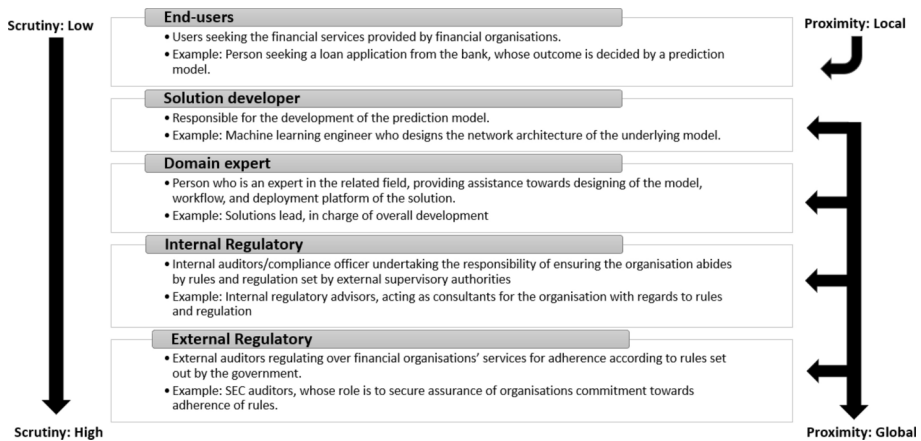 Scrutiny: Low
Proximity: Local
End-users
• Users seeking the financial services provided by financial organisations.
• Example: Person seeking a loan application from the bank, whose outcome is decided by a prediction
model.
Solution developer
• Responsible for the development of the prediction model.
• Example: Machine learning engineer who designs the network architecture of the underlying model.
Domain expert
• Person who is an expert in the related field, providing assistance towards designing of the model,
workflow, and deployment platform of the solution.
• Example: Solutions lead, in charge of overall development
Internal Regulatory
• Internal auditors/compliance officer undertaking the responsibility of ensuring the organisation abides
by rules and regulation set by external supervisory authorities
• Example: Internal regulatory advisors, acting as consultants for the organisation with regards to rules
and regulation
External Regulatory
• External auditors regulating over financial organisations’ services for adherence according to rules set
out by the government.
• Example: SEC auditors, whose role is to secure assurance of organisations commitment towards
adherence of rules.
Scrutiny: High
Proximity: Global